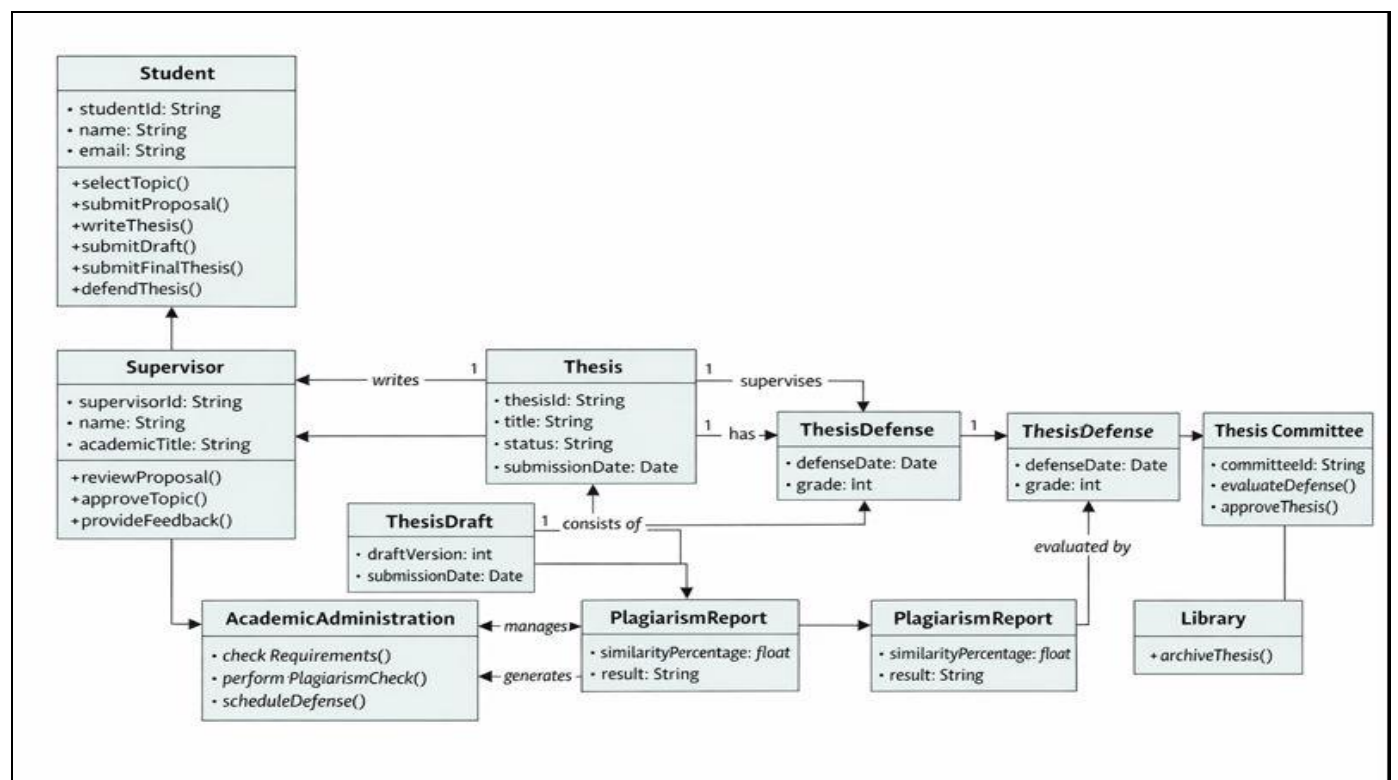 Student
• studentId: String
• name: String
• email: String
+selectTopic()
+submitProposal()
+writeThesis()
+submitDraft()
+submitFinalThesis()
+defendThesis()
Supervisor
• supervisorId: String
• name: String
• academicTitle: String
+reviewProposal()
+approveTopic()
+provideFeedback()
writes
1
Thesis
• thesisId: String
• title: String
• status: String
• submissionDate: Date
1
supervises
1
has
ThesisDefense
• defenseDate: Date
• grade: int
1
ThesisDefense
• defenseDate: Date
• grade: int
Thesis Committee
• committeeId: String
• evaluateDefense()
• approveThesis()
ThesisDraft
• draftVersion: int
• submissionDate: Date
1
consists of
evaluated by
AcademicAdministration
• check Requirements()
• perform PlagiarismCheck()
• scheduleDefense()
manages
generates
PlagiarismReport
• similarityPercentage: float
• result: String
PlagiarismReport
• similarityPercentage: float
• result: String
Library
+ archiveThesis()